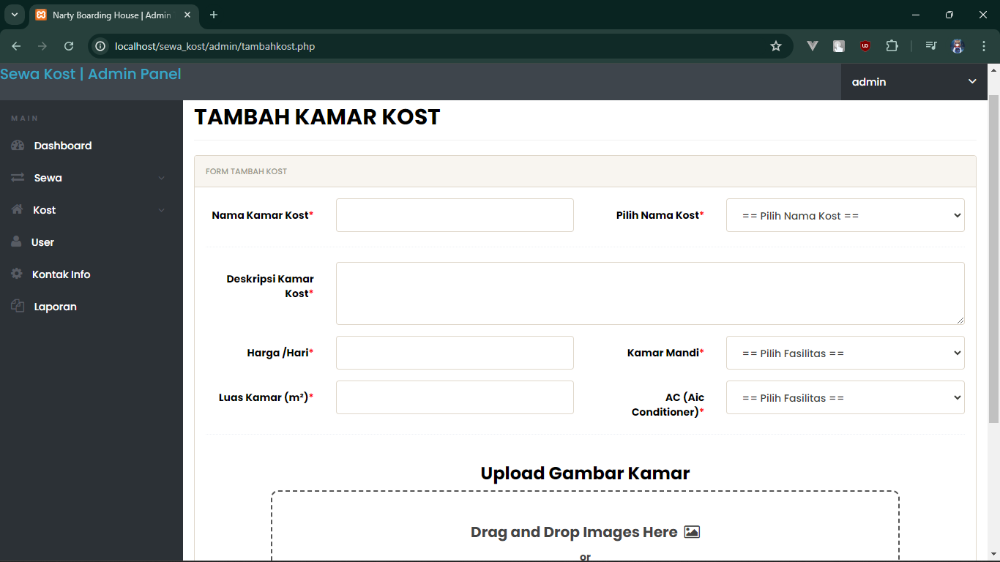 Narty Boarding House | Admin
localhost/sewa_kost/admin/tambahkost.php
Sewa Kost | Admin Panel
admin
MAIN
Dashboard
Sewa
Kost
User
Kontak Info
Laporan
TAMBAH KAMAR KOST
FORM TAMBAH KOST
Nama Kamar Kost*
Pilih Nama Kost*
== Pilih Nama Kost ==
Deskripsi Kamar
Kost*
Harga /Hari*
Kamar Mandi*
== Pilih Fasilitas ==
Luas Kamar (m²)*
AC (Aic
Conditioner)*
== Pilih Fasilitas ==
Upload Gambar Kamar
Drag and Drop Images Here
or